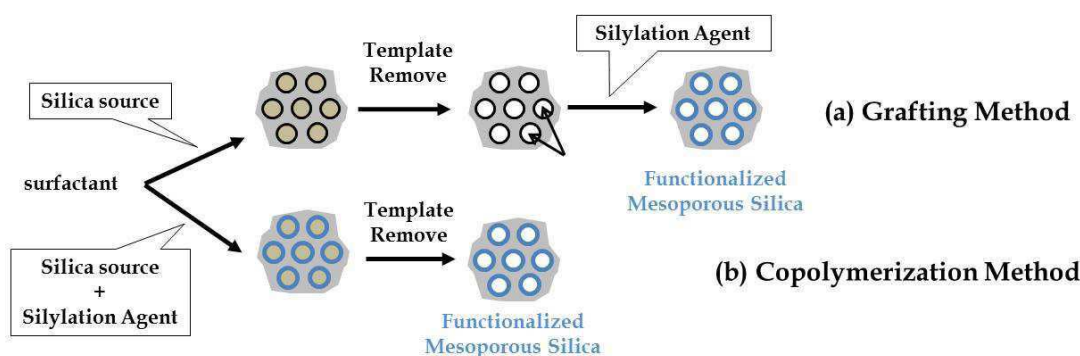 Silylation Agent
Template
Remove
Silica source
(a) Grafting Method
surfactant
Functionalized
Mesoporous Silica
Template
Remove
Silica source
+
Silylation Agent
(b) Copolymerization Method
Functionalized
Mesoporous Silica